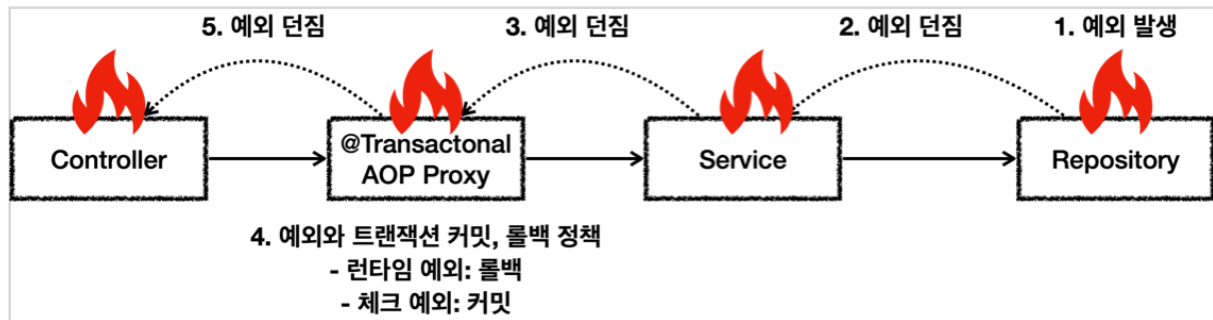 5. 예외 던짐
3. 예외 던짐
2. 예외 던짐
1. 예외 발생
Controller
@Transactonal
AOP Proxy
Service
Repository
4. 예외와 트랜잭션 커밋, 롤백 정책
- 런타임 예외: 롤백
- 체크 예외: 커밋